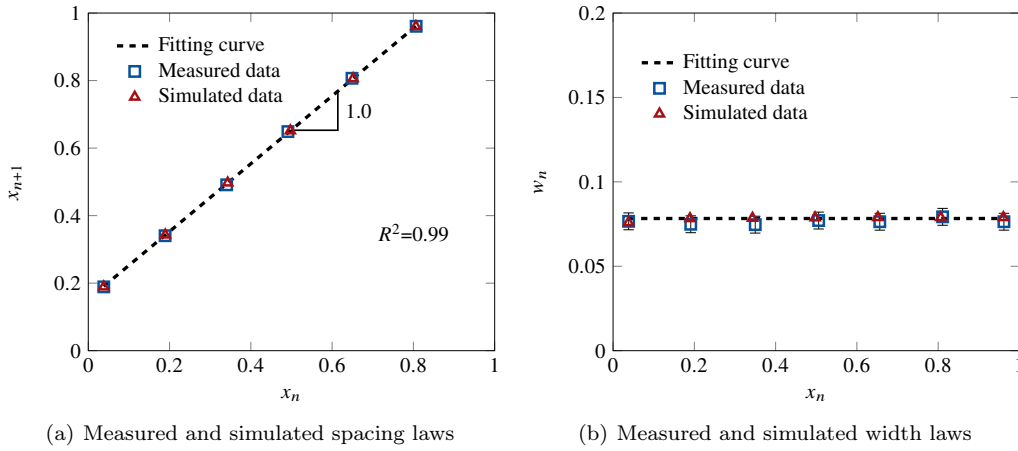 1
0.8
0.6
0.4
0.2
0
x_{n+1}
Fitting curve
Measured data
Simulated data
1.0
R²=0.99
0 0.2 0.4 0.6 0.8 1
x_n
(a) Measured and simulated spacing laws
0.2
0.15
0.1
0.05
0
w_n
Fitting curve
Measured data
Simulated data
0 0.2 0.4 0.6 0.8 1
x_n
(b) Measured and simulated width laws